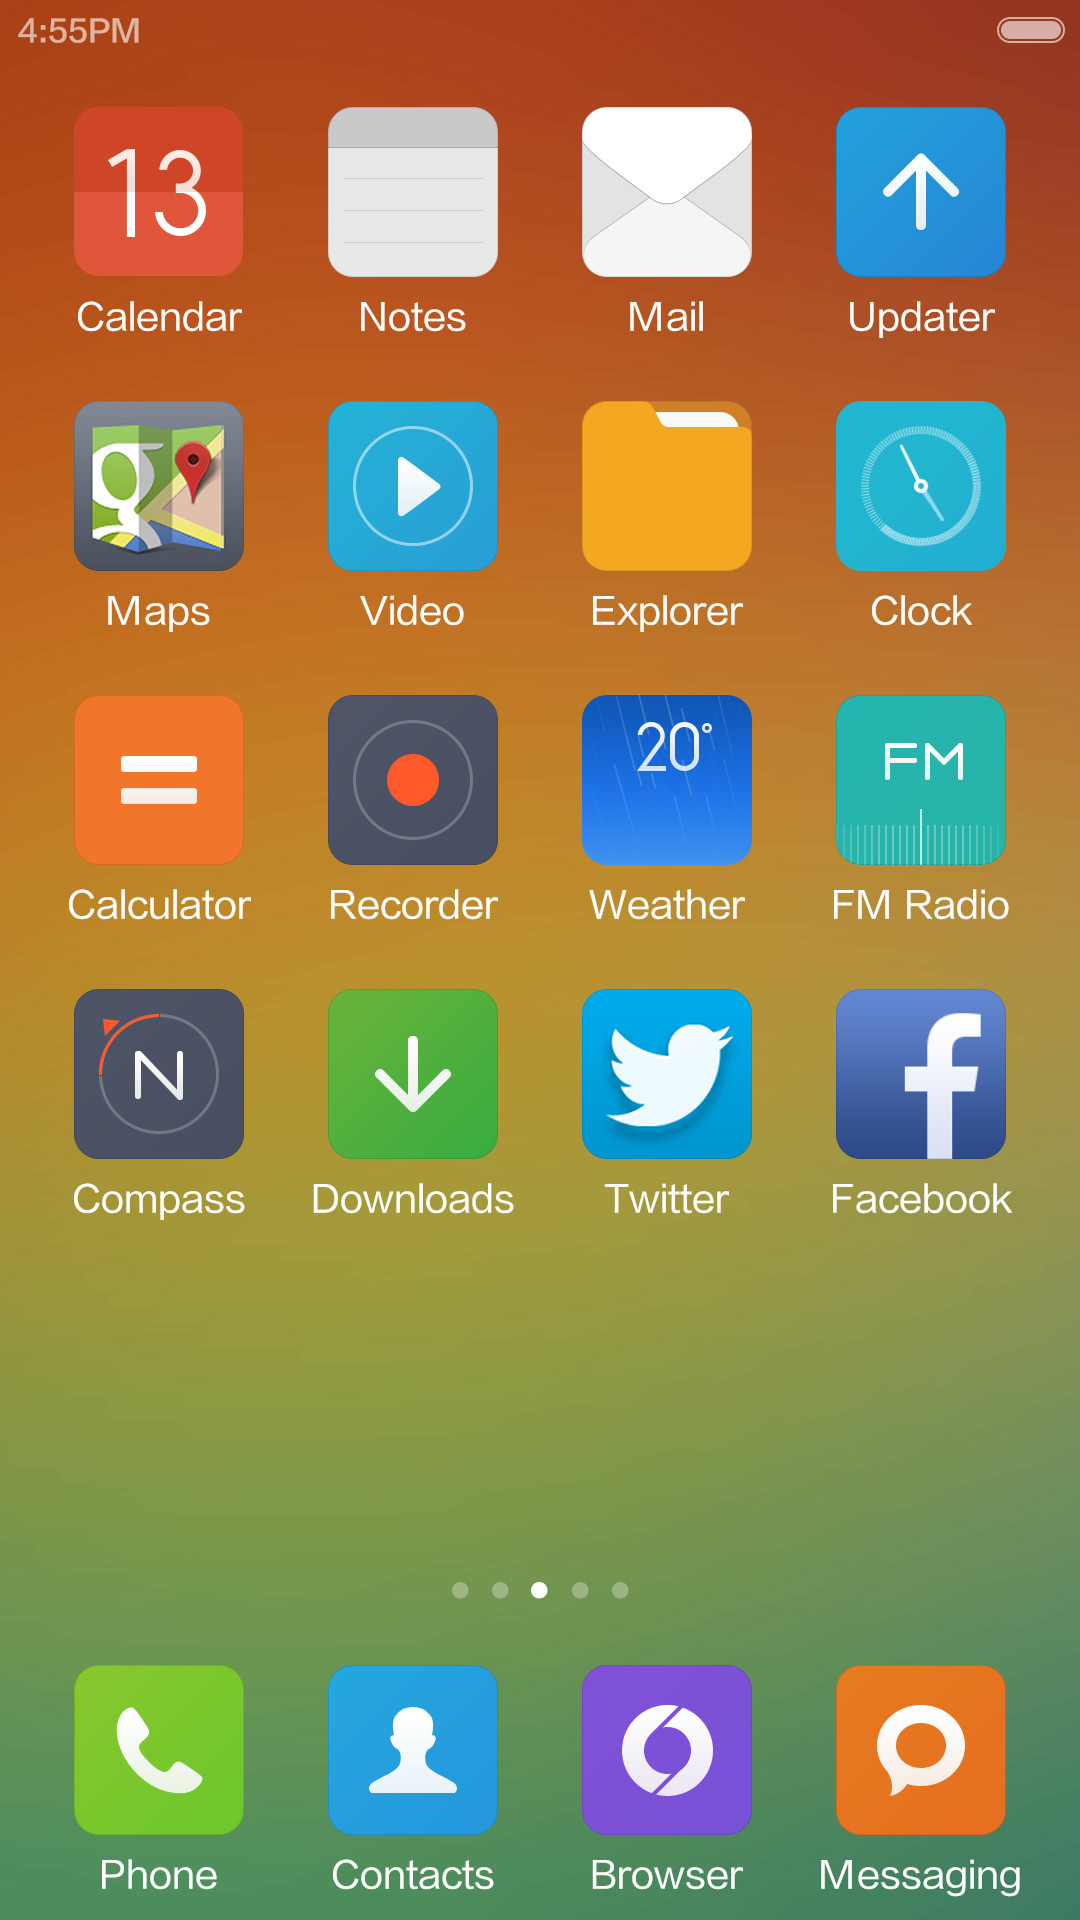 4:55PM
13
Calendar Notes Mail Updater
g
Maps Video Explorer Clock
20°
FM
Calculator Recorder Weather FM Radio
N
f
Compass Downloads Twitter Facebook
Phone Contacts Browser Messaging